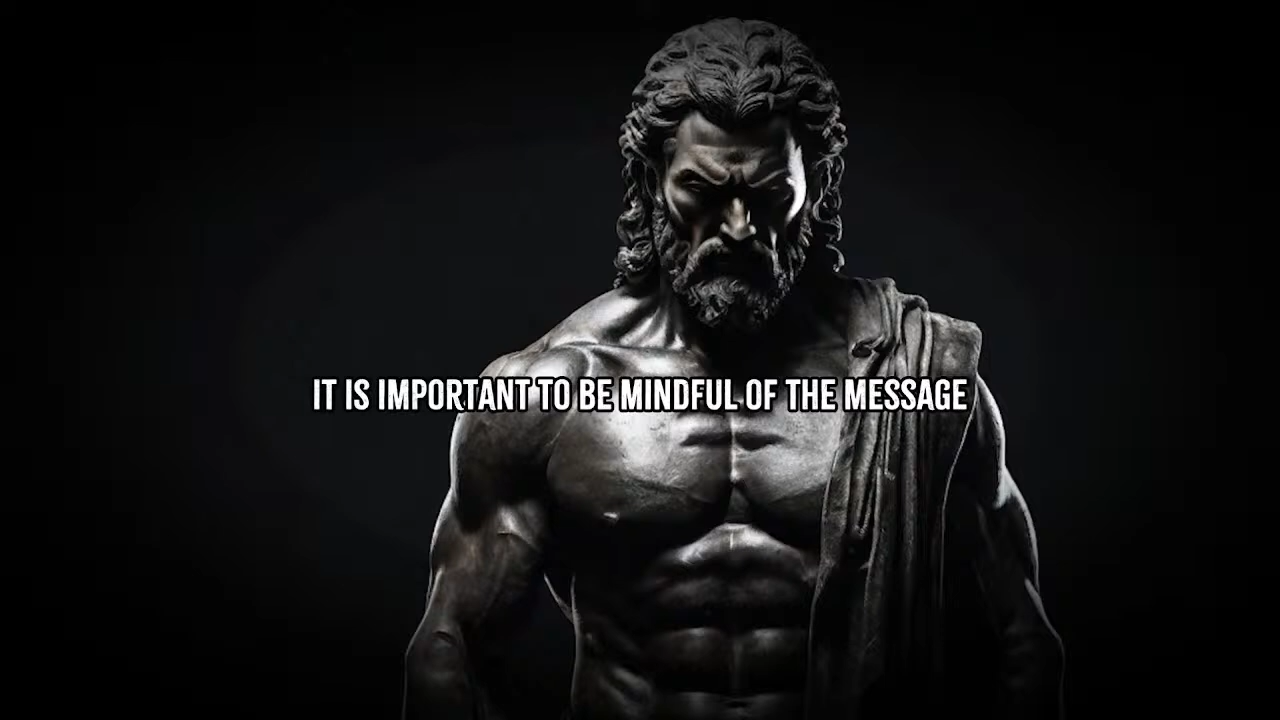 IT IS IMPORTANT TO BE MINDFUL OF THE MESSAGE